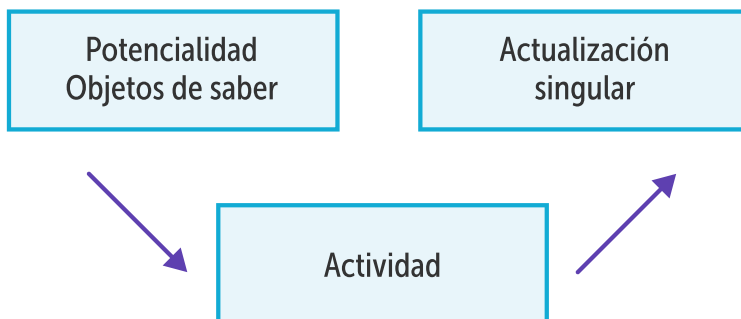 Potencialidad
Objetos de saber
Actualización
singular
Actividad